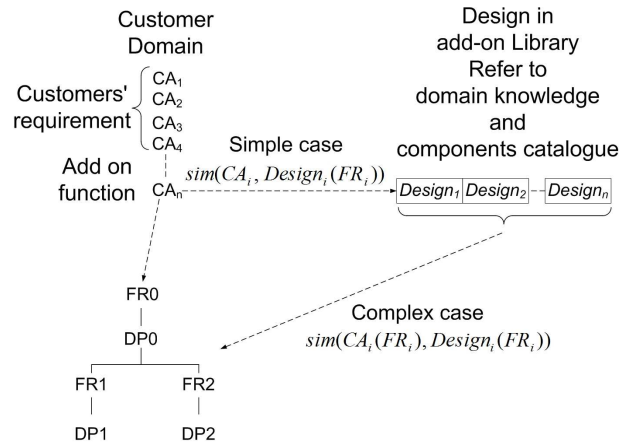 Customer
Domain
Customers'
requirement
CA₁
CA₂
CA₃
CA₄
Add on
function
CAₙ
Simple case
sim(CAᵢ, Designᵢ(FRᵢ))
Design in
add-on Library
Refer to
domain knowledge
and
components catalogue
Design₁ Design₂ Designₙ
FR0
DP0
FR1 FR2
DP1 DP2
Complex case
sim(CAᵢ(FRᵢ), Designᵢ(FRᵢ))